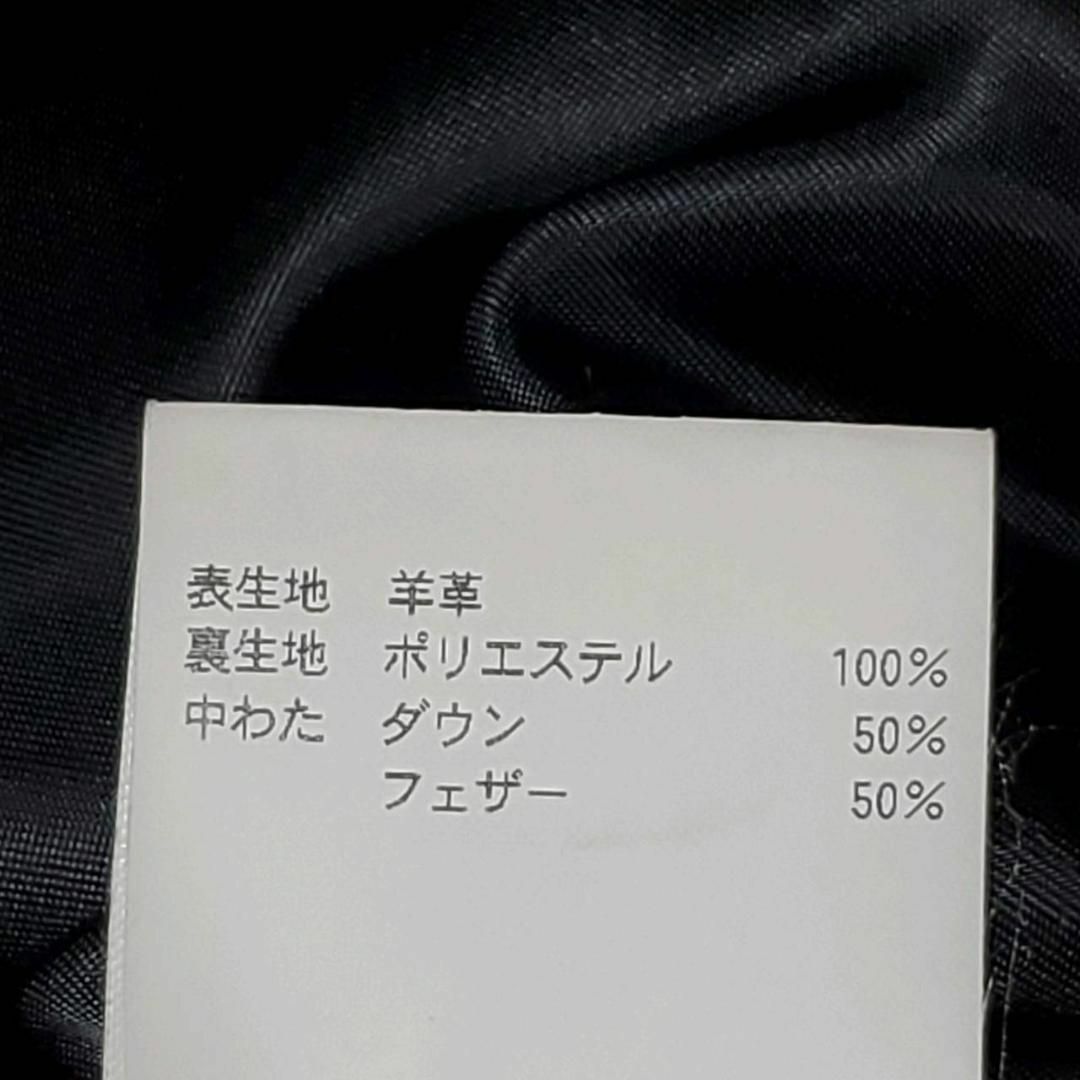 表生地 羊革
裏生地 ポリエステル 100%
中わた ダウン 50%
フェザー 50%